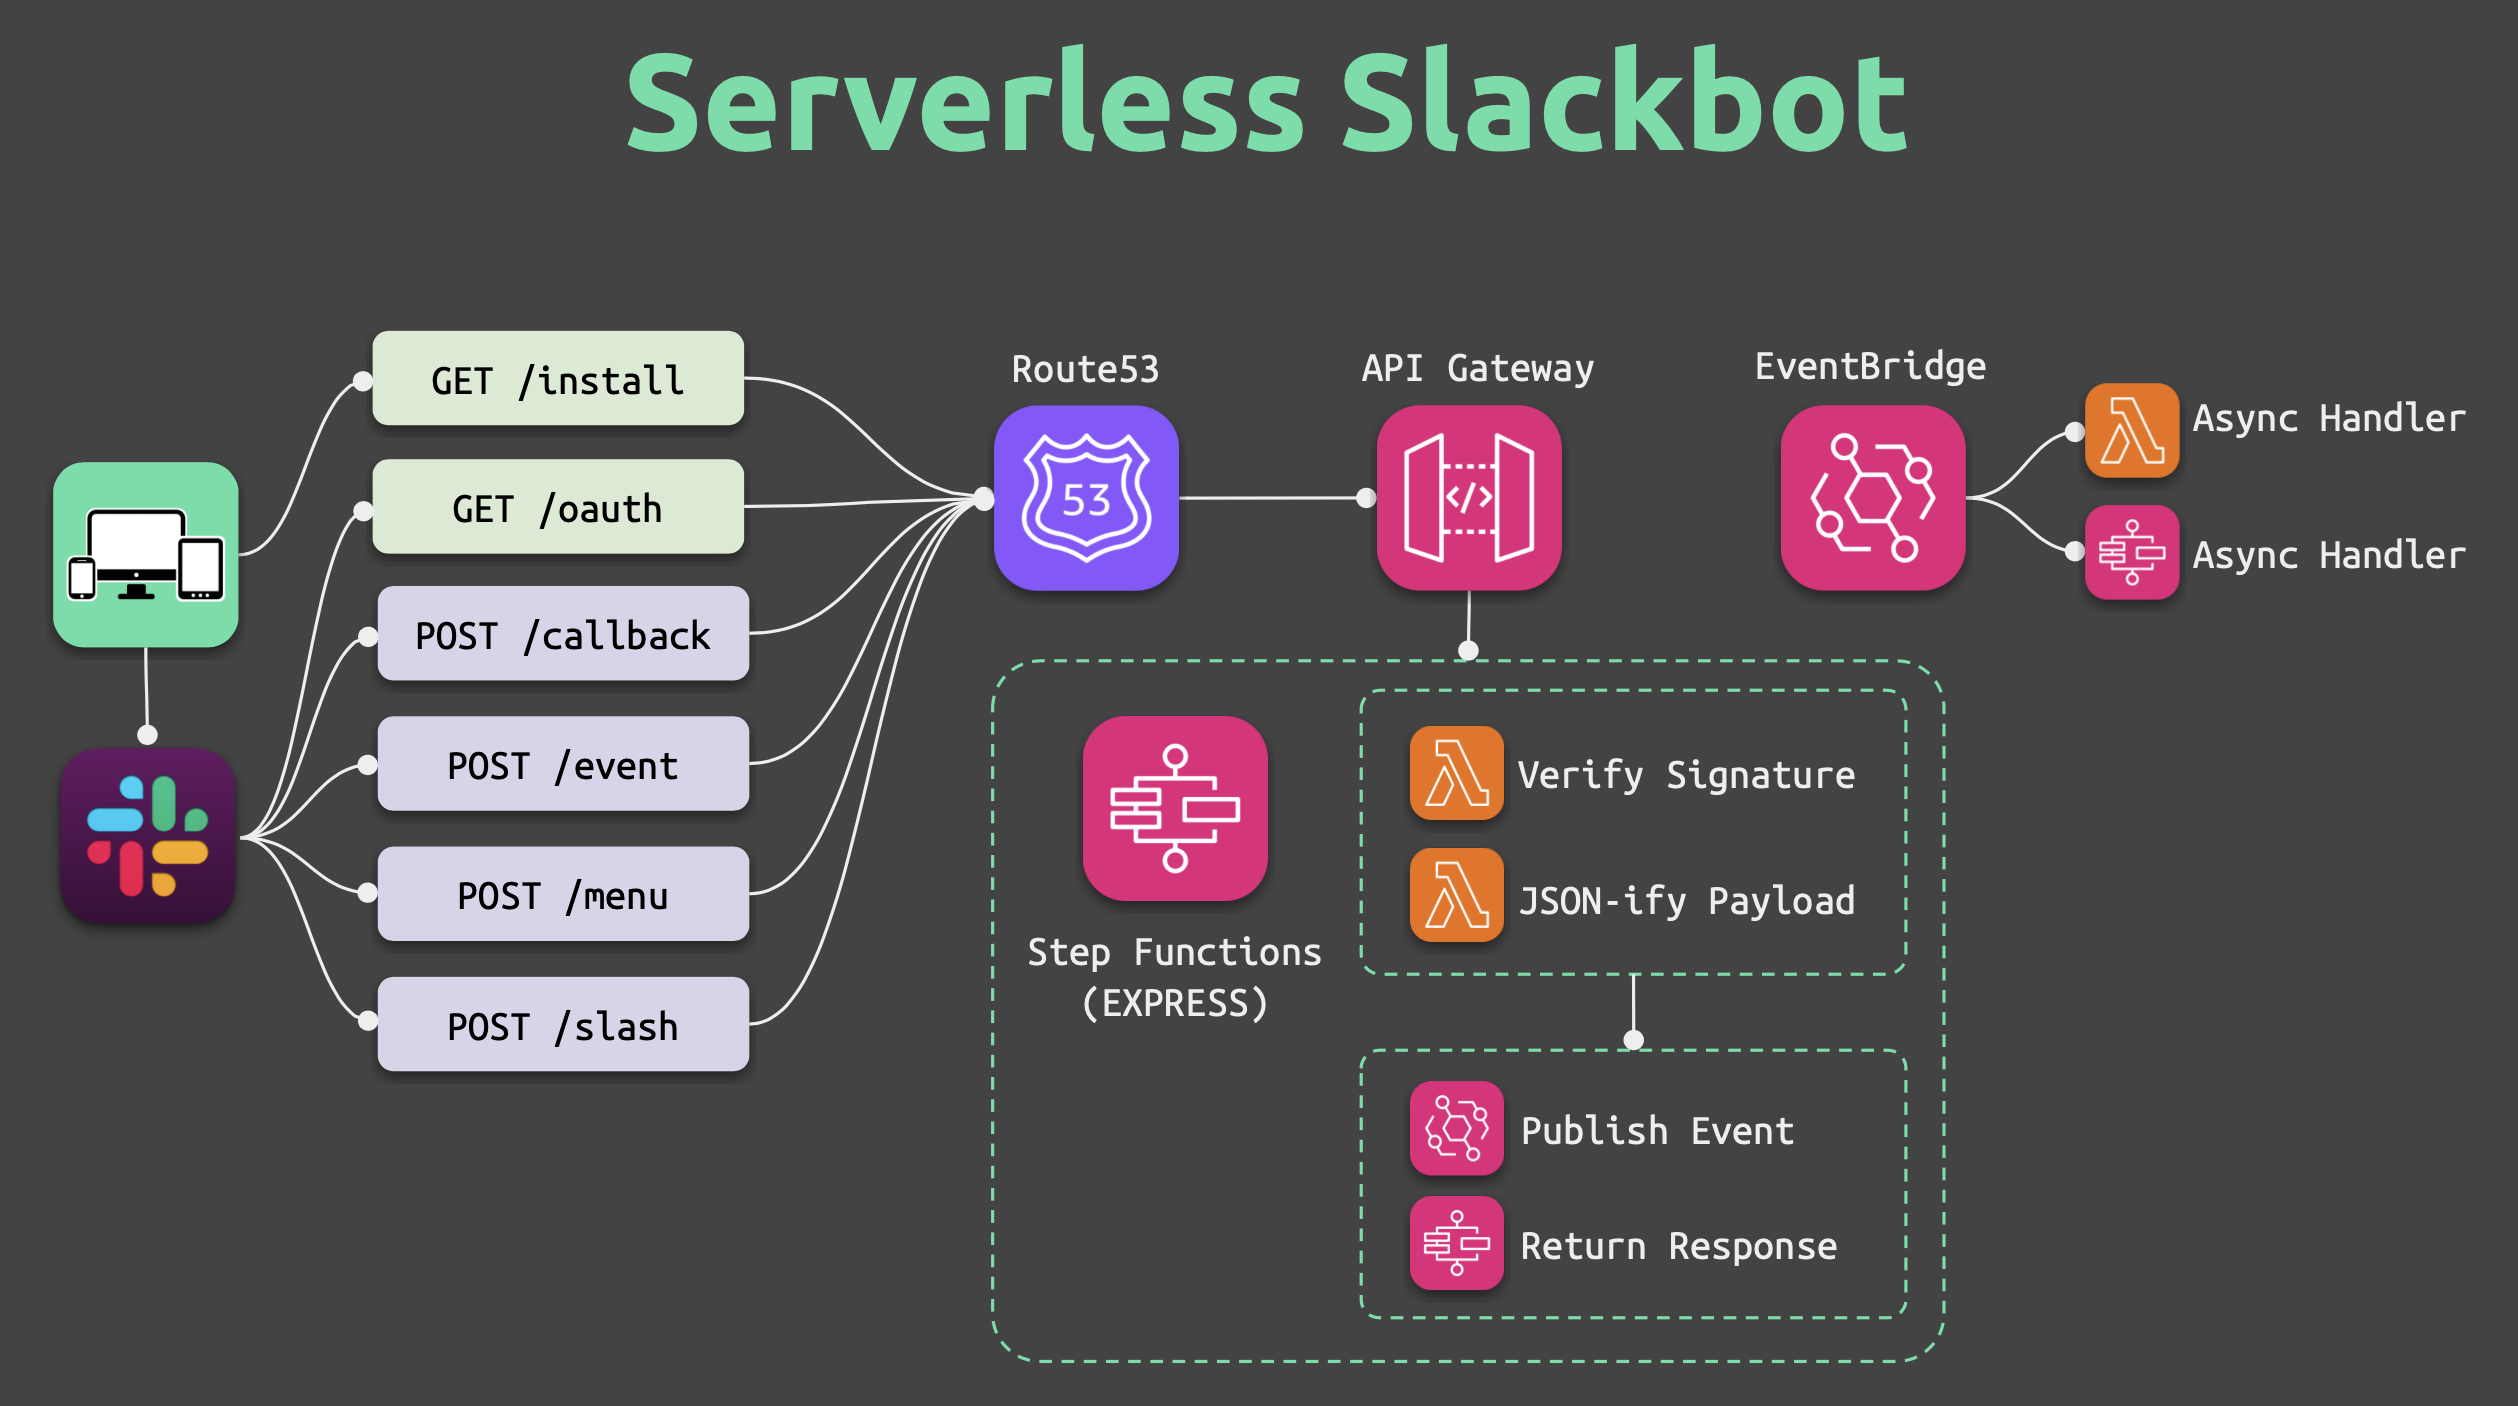 Serverless Slackbot
GET /install
GET /oauth
POST /callback
POST /event
POST /menu
POST /slash
Route53
53
API Gateway
</>
EventBridge
Async Handler
Async Handler
Step Functions
(EXPRESS)
Verify Signature
JSON-ify Payload
Publish Event
Return Response